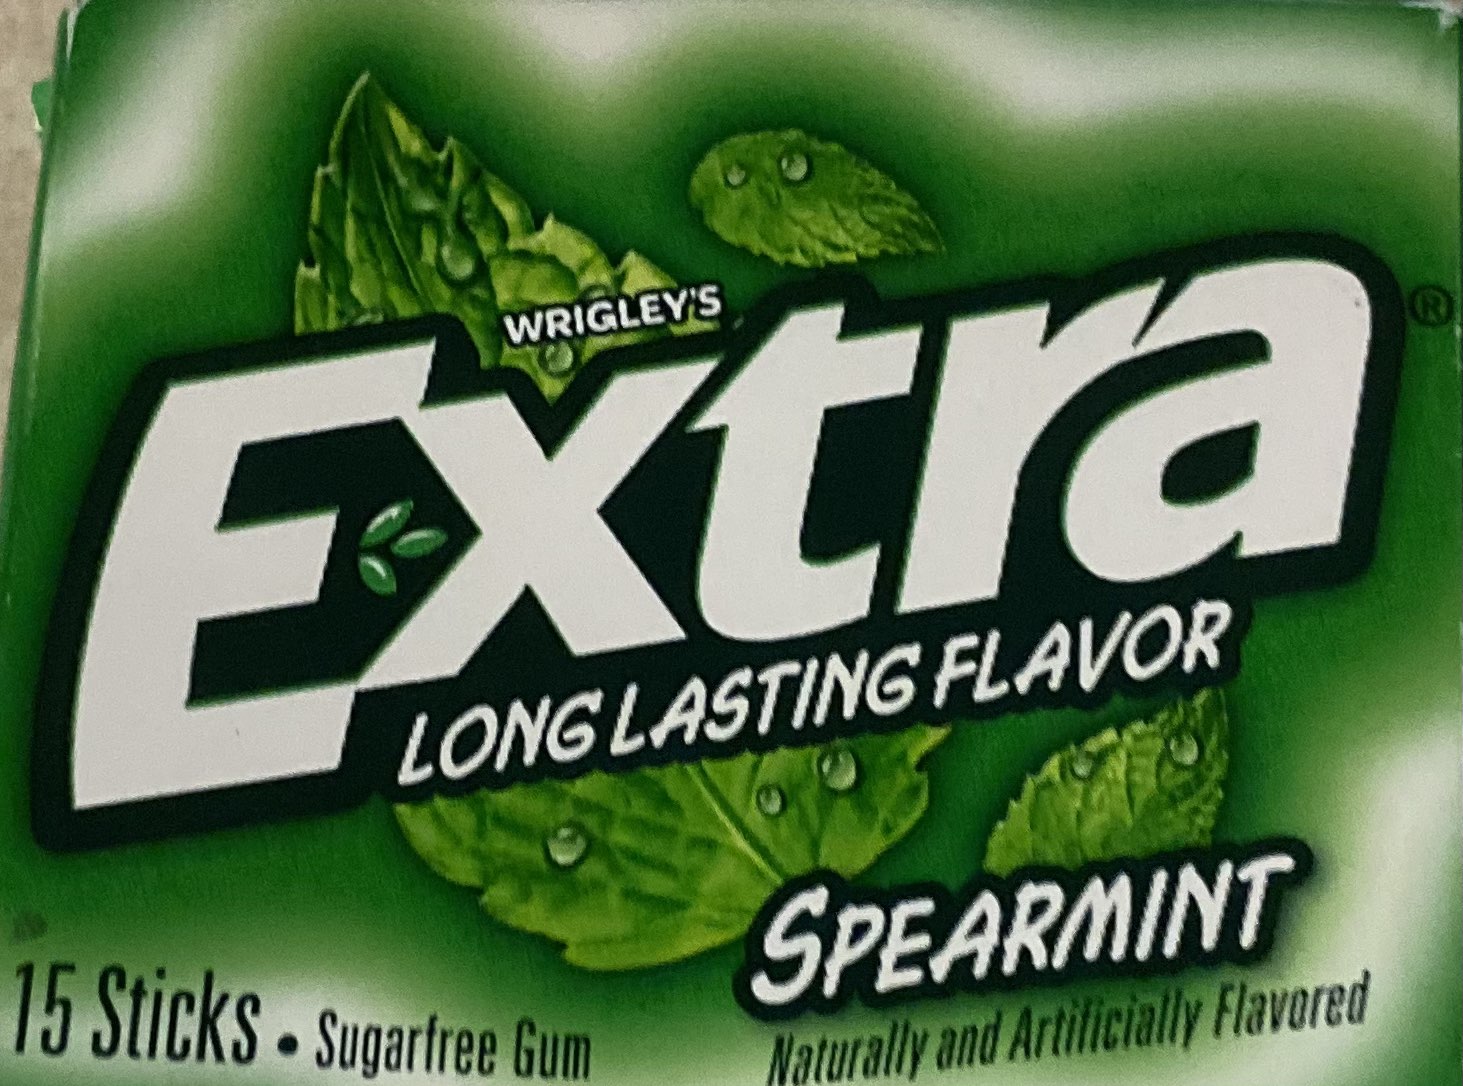 WRIGLEY'S
Extra®
LONG LASTING FLAVOR
SPEARMINT
15 Sticks • Sugarfree Gum
Naturally and Artificially Flavored